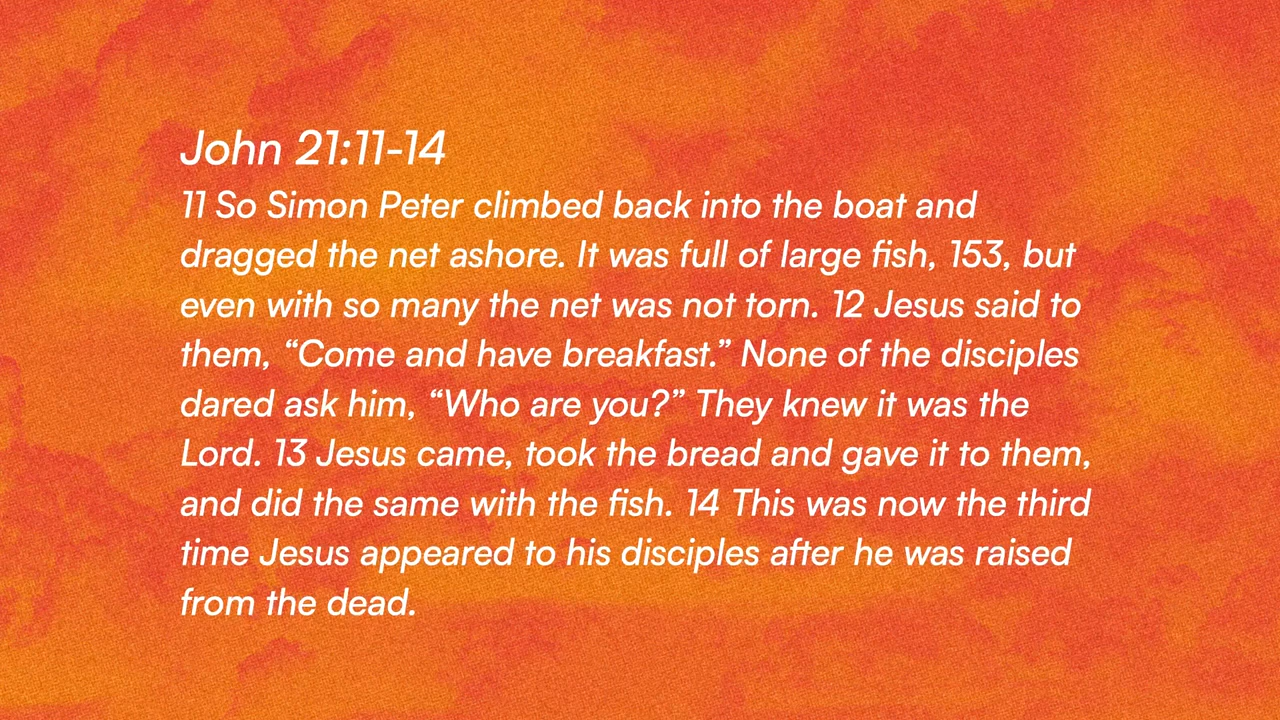 John 21:11-14
11 So Simon Peter climbed back into the boat and
dragged the net ashore. It was full of large fish, 153, but
even with so many the net was not torn. 12 Jesus said to
them, “Come and have breakfast.” None of the disciples
dared ask him, “Who are you?” They knew it was the
Lord. 13 Jesus came, took the bread and gave it to them,
and did the same with the fish. 14 This was now the third
time Jesus appeared to his disciples after he was raised
from the dead.